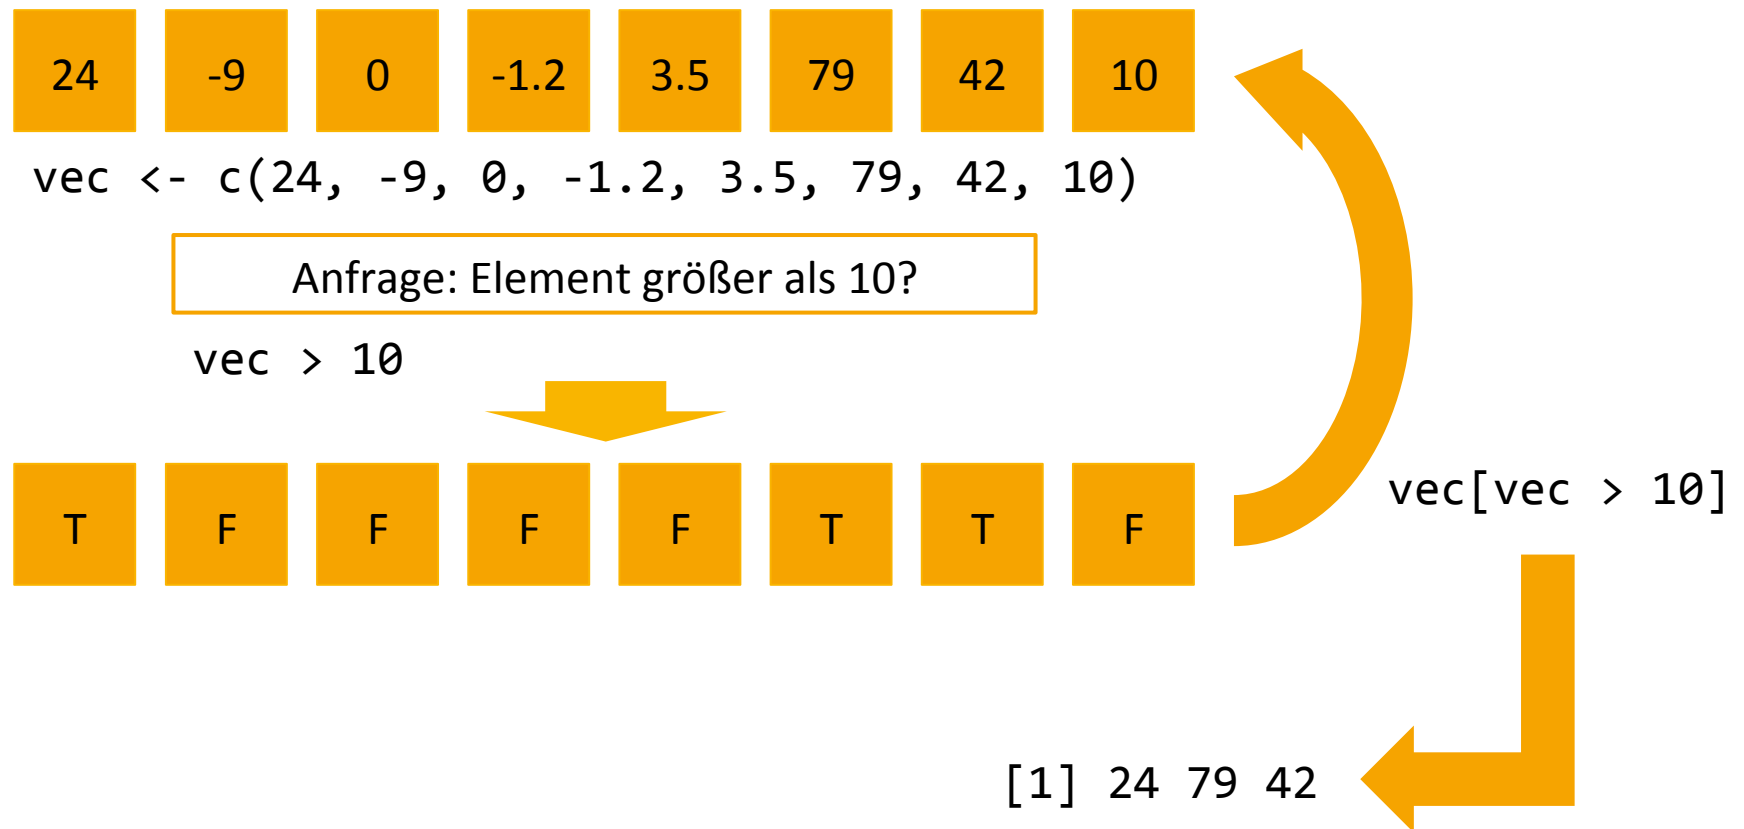 24 -9 0 -1.2 3.5 79 42 10
vec <- c(24, -9, 0, -1.2, 3.5, 79, 42, 10)
Anfrage: Element größer als 10?
vec > 10
T F F F F T T F
vec[vec > 10]
[1] 24 79 42